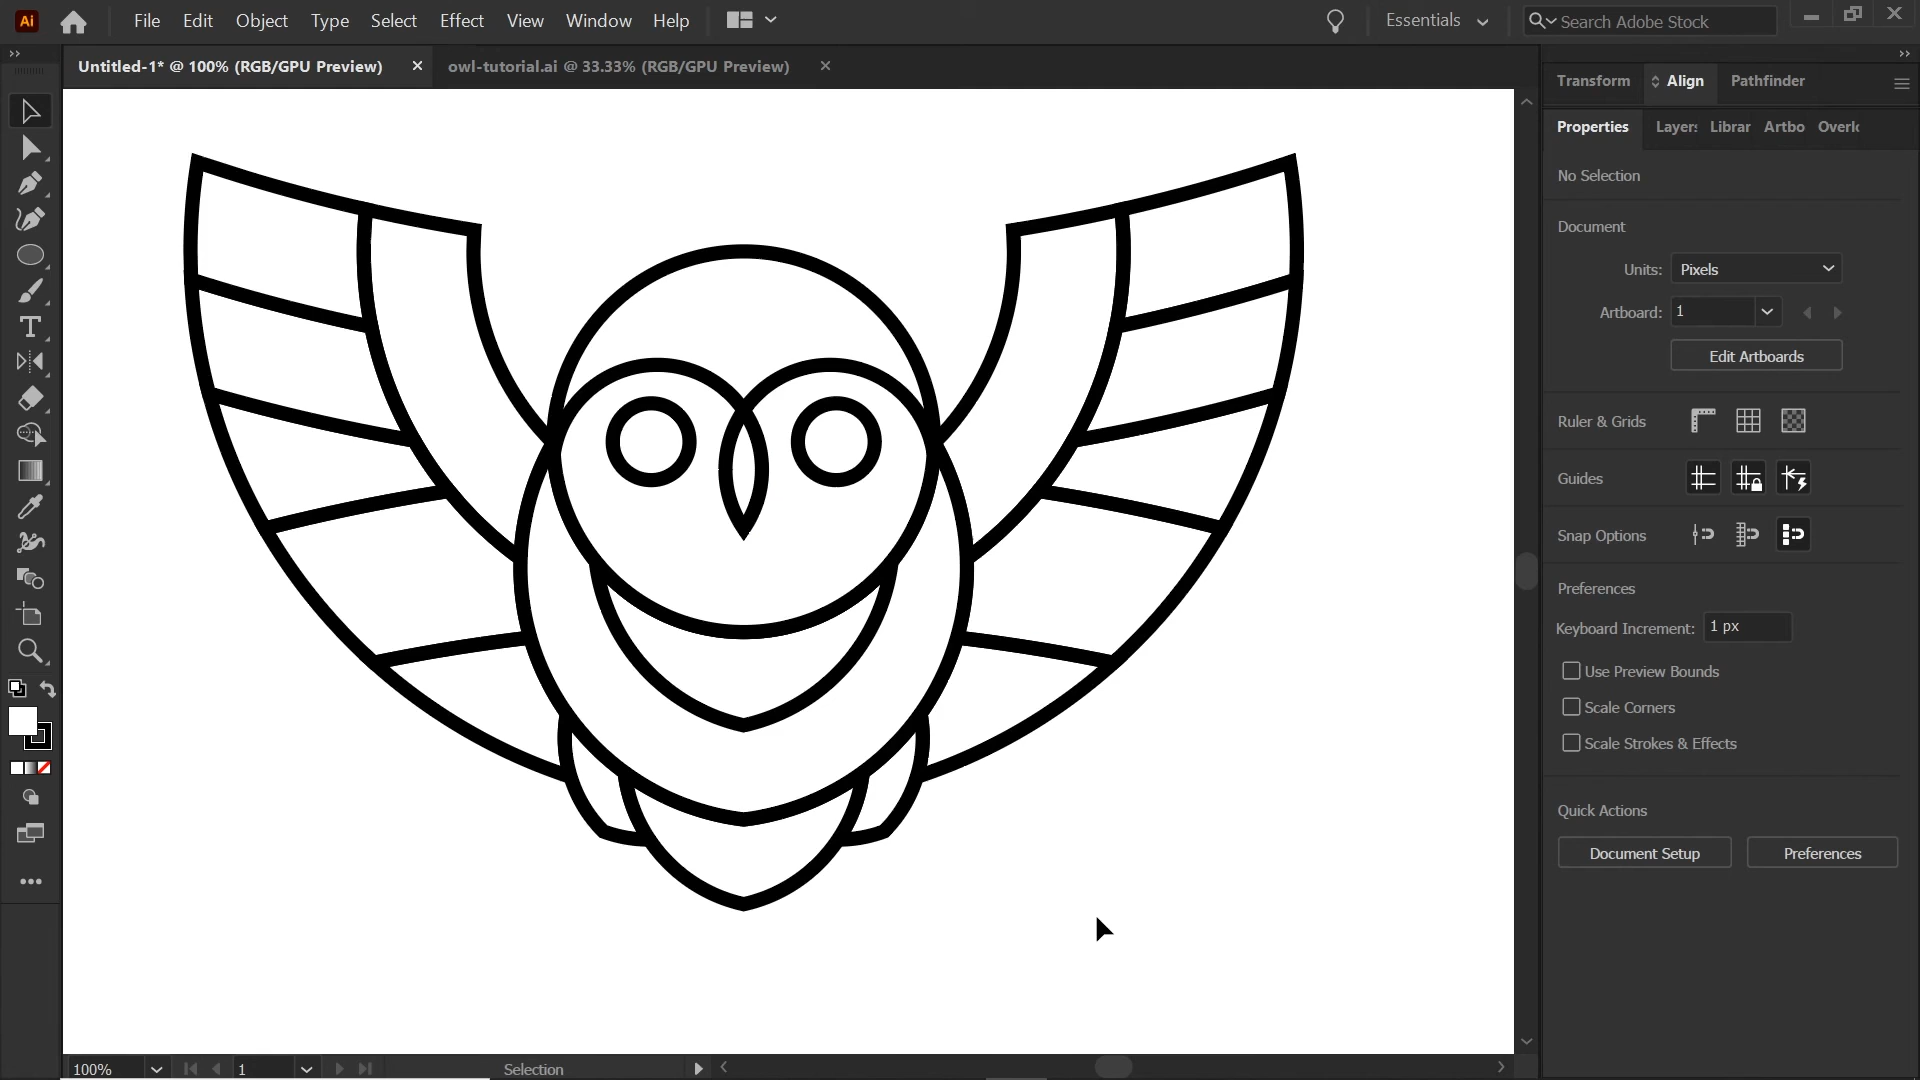 Ai File Edit Object Type Select Effect View Window Help Essentials Search Adobe Stock
Untitled-1* @ 100% (RGB/GPU Preview) owl-tutorial.ai @ 33.33% (RGB/GPU Preview)
Transform Align Pathfinder
Properties Layers Librar Artbo Overlc
No Selection
Document
Units: Pixels
Artboard: 1
Edit Artboards
Ruler & Grids
Guides
Snap Options
Preferences
Keyboard Increment: 1 px
Use Preview Bounds
Scale Corners
Scale Strokes & Effects
Quick Actions
Document Setup Preferences
100% 1 Selection